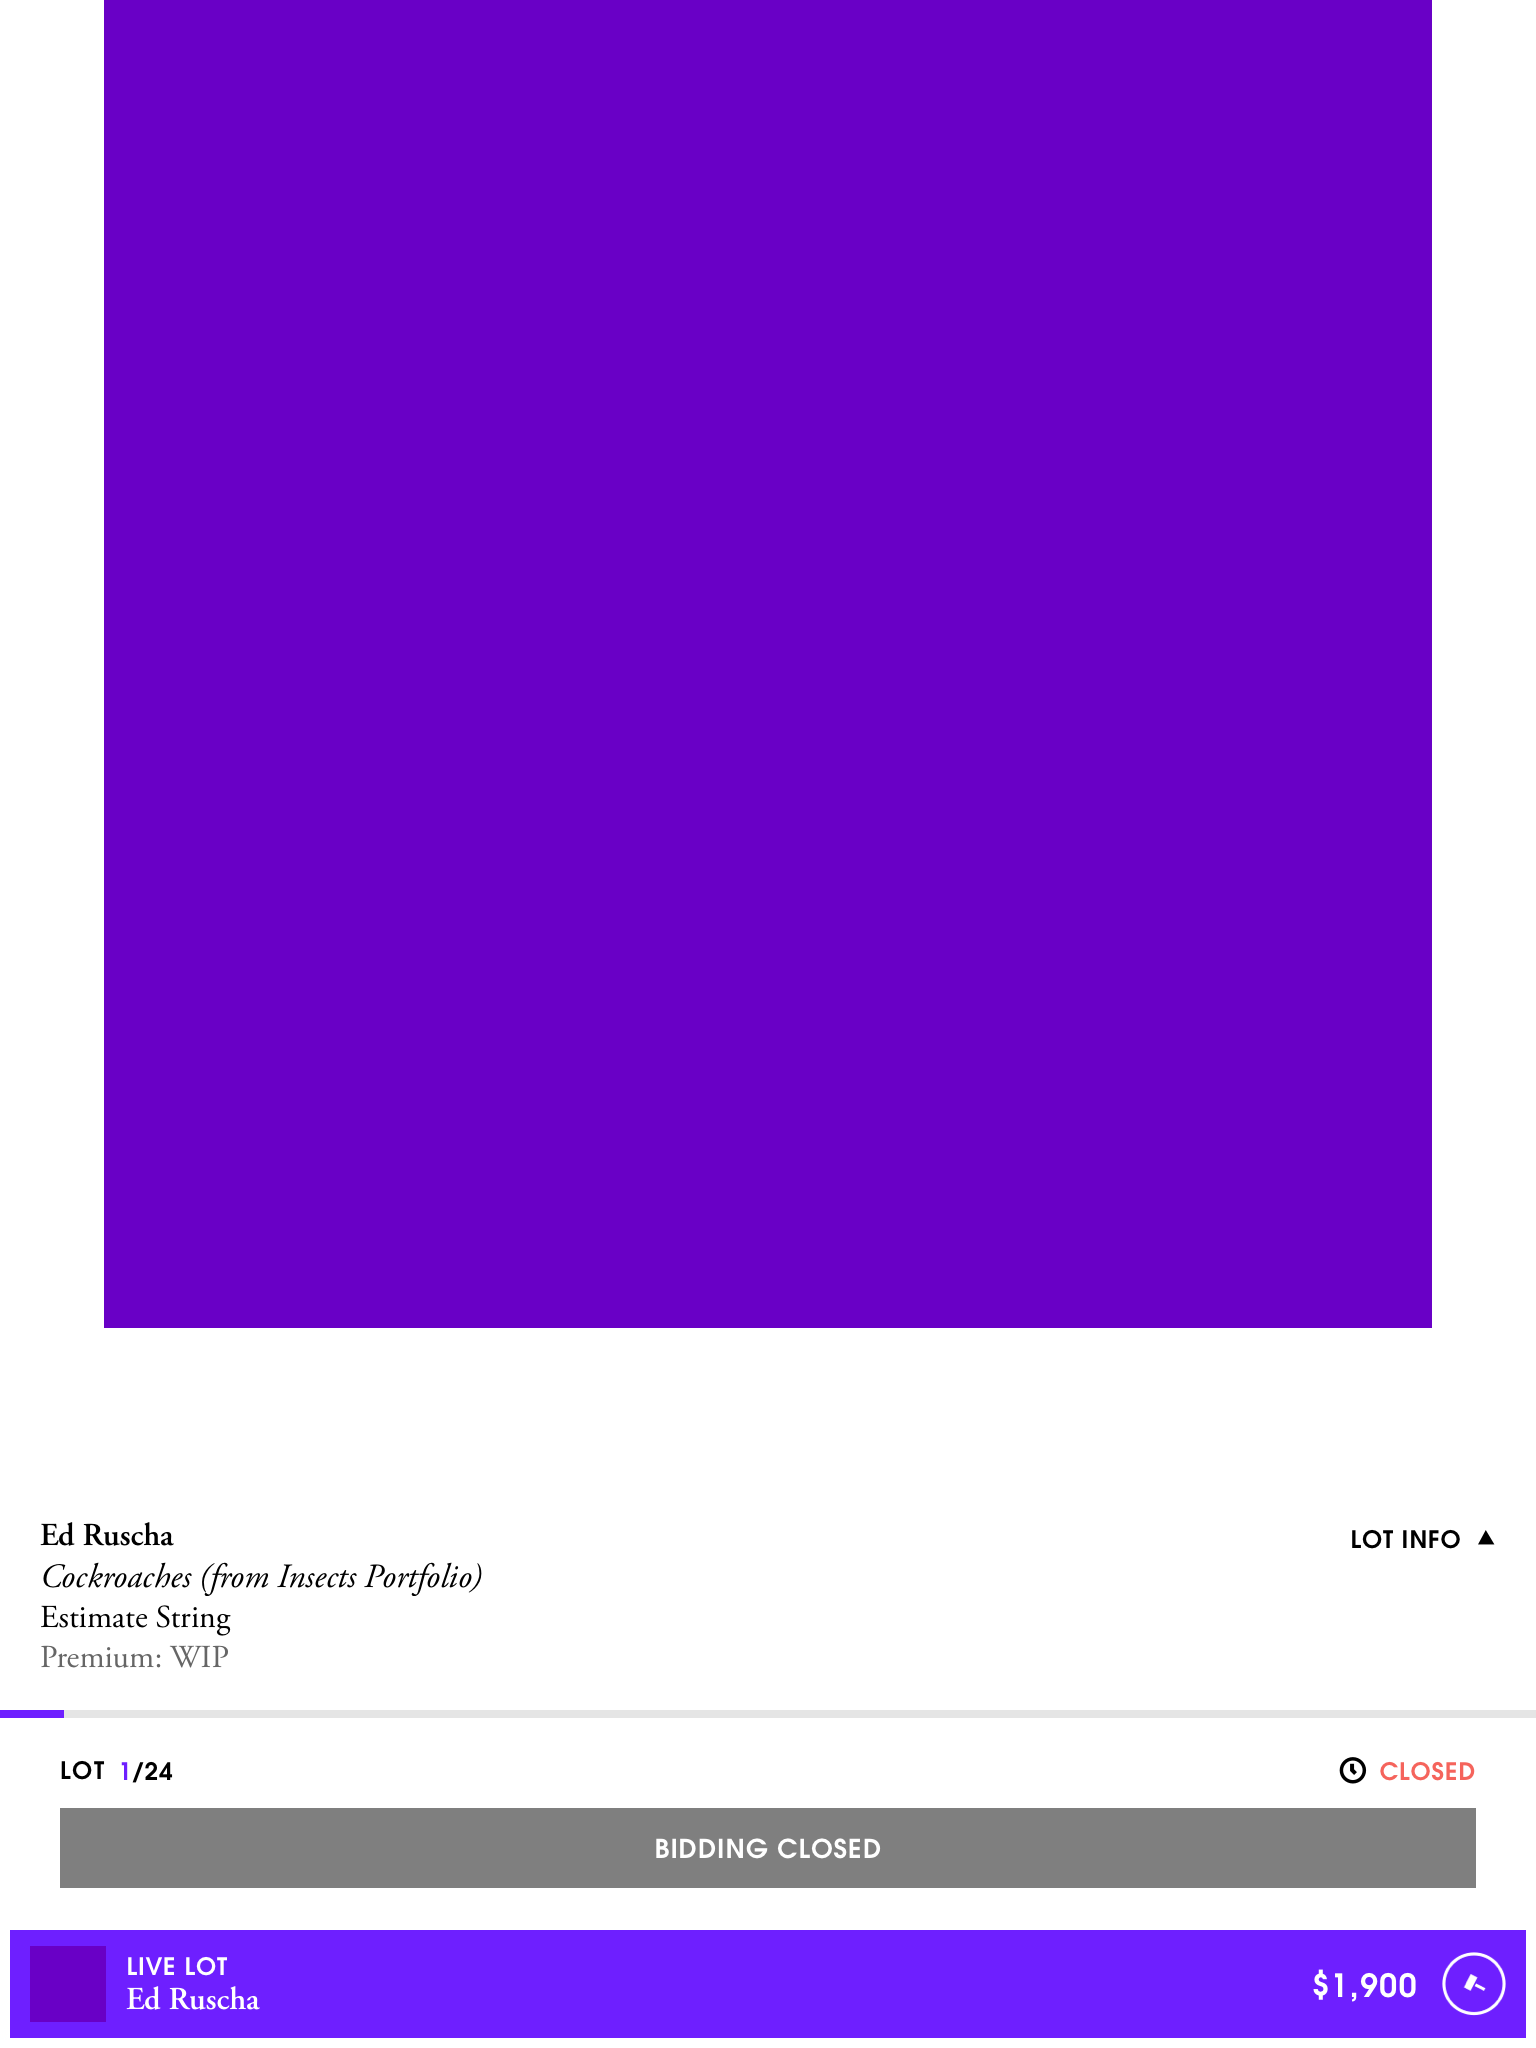 Ed Ruscha
LOT INFO ▲
Cockroaches (from Insects Portfolio)
Estimate String
Premium: WIP
LOT 1/24
CLOSED
BIDDING CLOSED
LIVE LOT
Ed Ruscha
$1,900